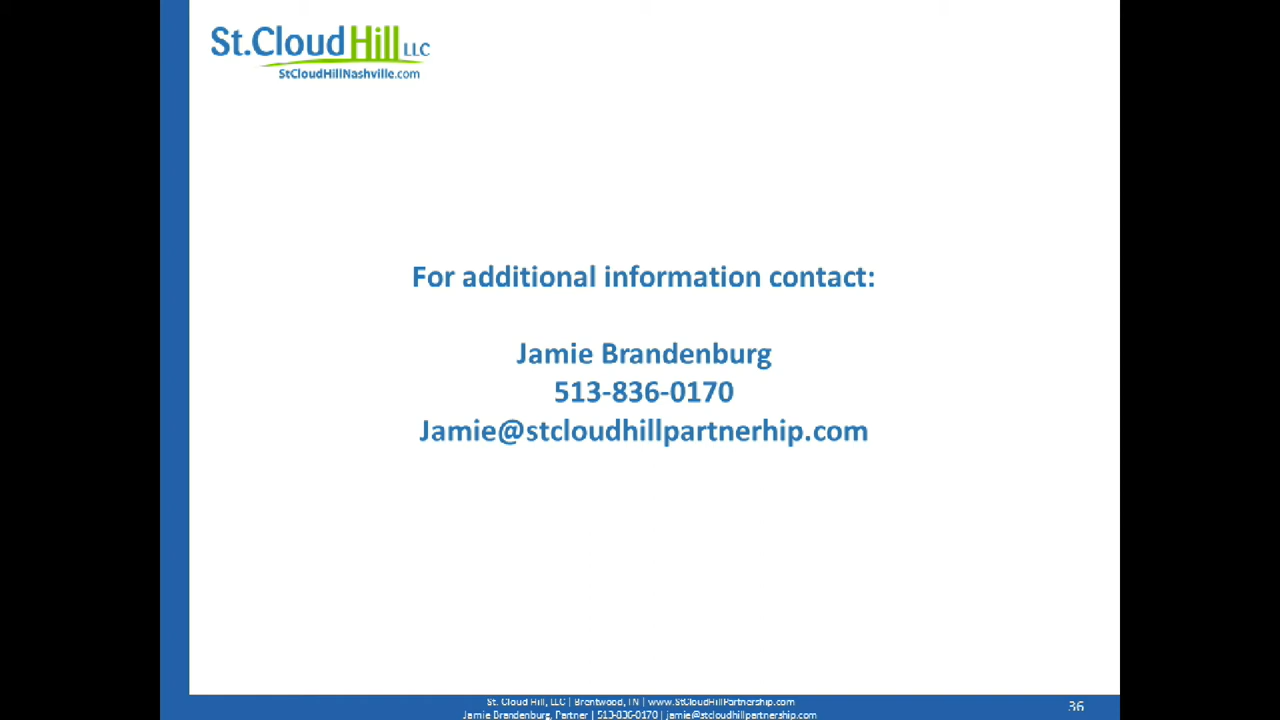 St.Cloud Hill LLC
StCloudHillNashville.com
For additional information contact:
Jamie Brandenburg
513-836-0170
Jamie@stcloudhillpartnerhip.com
St. Cloud Hill, LLC | Brentwood, TN | www.StCloudHillPartnership.com
Jamie Brandenburg, Partner | 513-836-0170 | jamie@stcloudhillpartnership.com
36